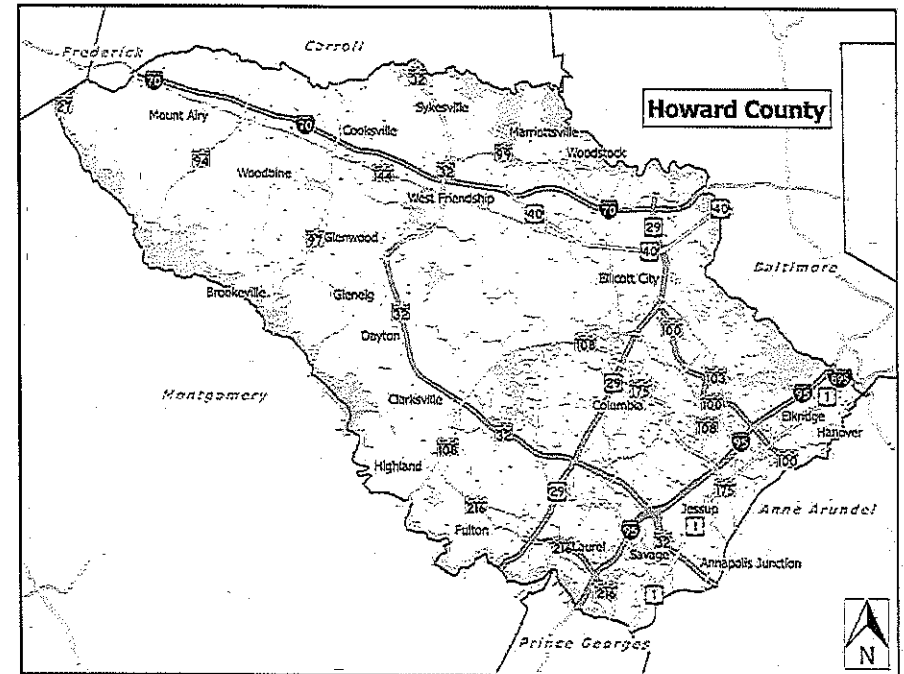 Carroll
Frederick
70
32
Sykesville
27
Mount Airy
Howard County
70
Cooksville
Marriottsville
99
Woodstock
94
Woodbine
144
32
West Friendship
40
70
29
40
97
Glenwood
40
Ellicott City
Baltimore
Brookeville
Glenelg
32
Dayton
100
108
Montgomery
29
175
103
Columbia
100
95
1
Elkridge
Clarksville
108
Hanover
32
95
108
100
Highland
29
175
216
Jessup
Anne Arundel
1
Fulton
95
216
Laurel
Savage
32
Annapolis Junction
216
1
Prince Georges
N